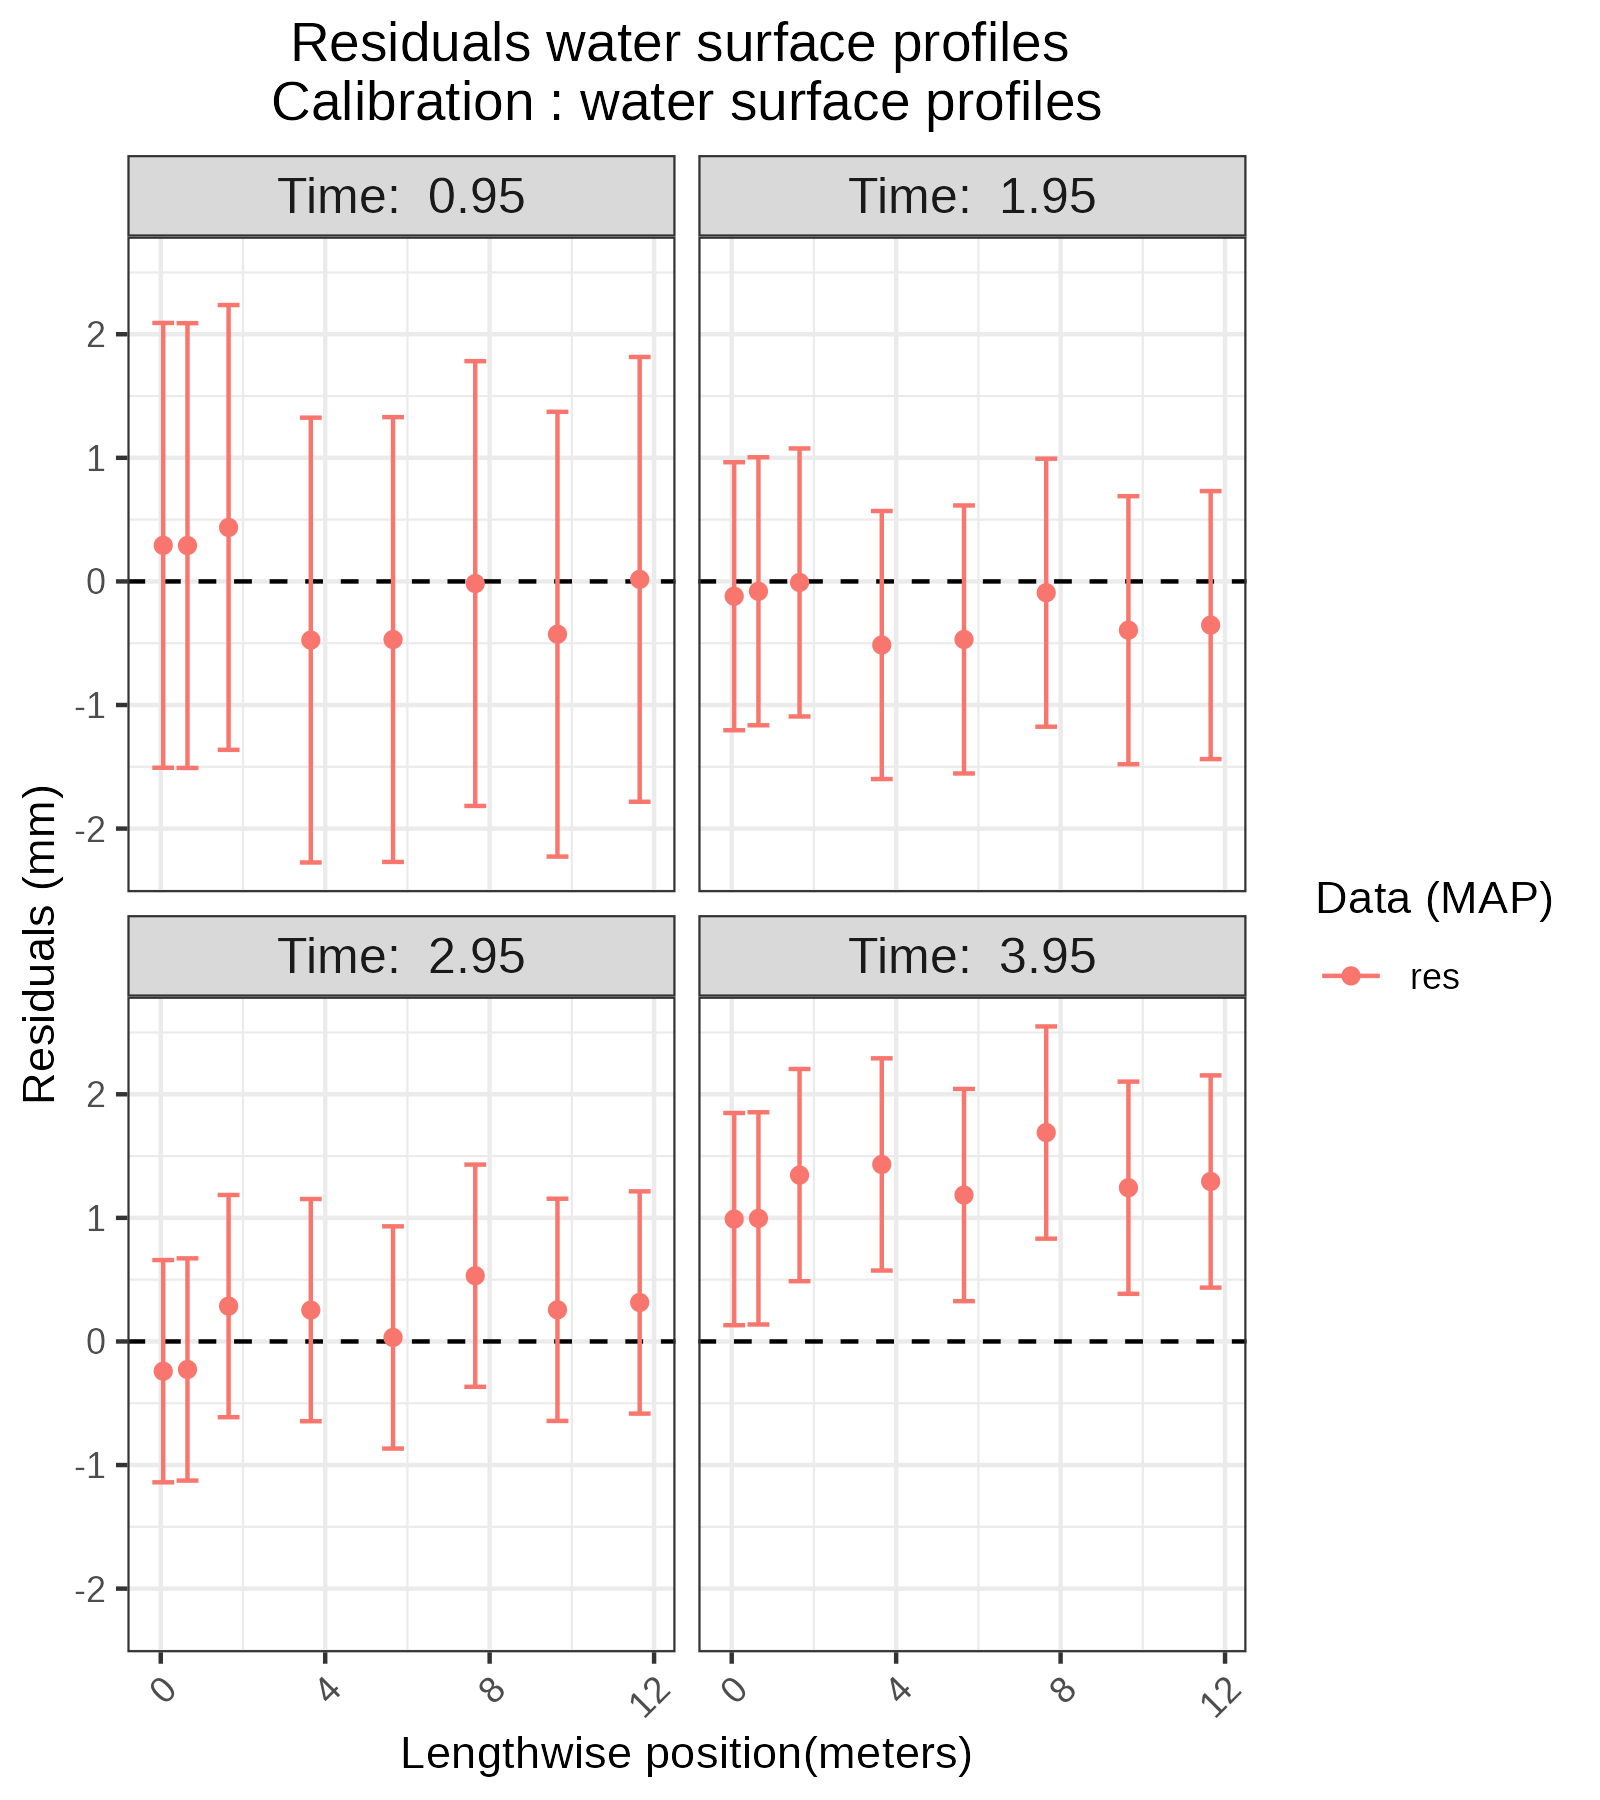 Residuals water surface profiles
Calibration : water surface profiles
Time:  0.95
Time:  1.95
2
1
0
-1
-2
Time:  2.95
Time:  3.95
2
1
0
-1
-2
0
4
8
12
0
4
8
12
Lengthwise position(meters)
Residuals (mm)
Data (MAP)
res